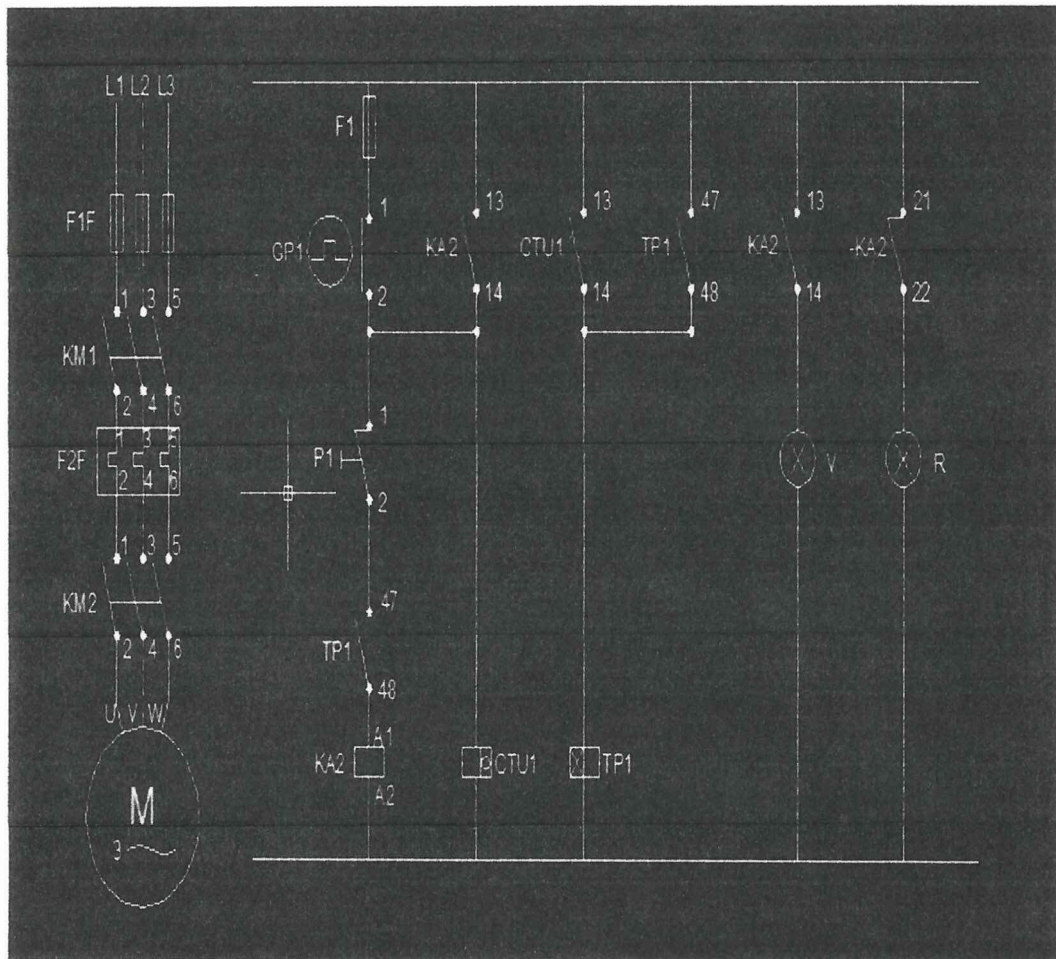 L1 L2 L3
F1
F1F
1 3 5
KM1
2 4 6
1 3 5
F2F
2 4 6
1 3 5
KM2
2 4 6
U V W
M
3
1
GP1
2
13
KA2
14
13
CTU1
14
47
TP1
48
13
KA2
14
21
-KA2
22
1
P1
2
V
R
47
TP1
48
A1
KA2
A2
CTU1
TP1